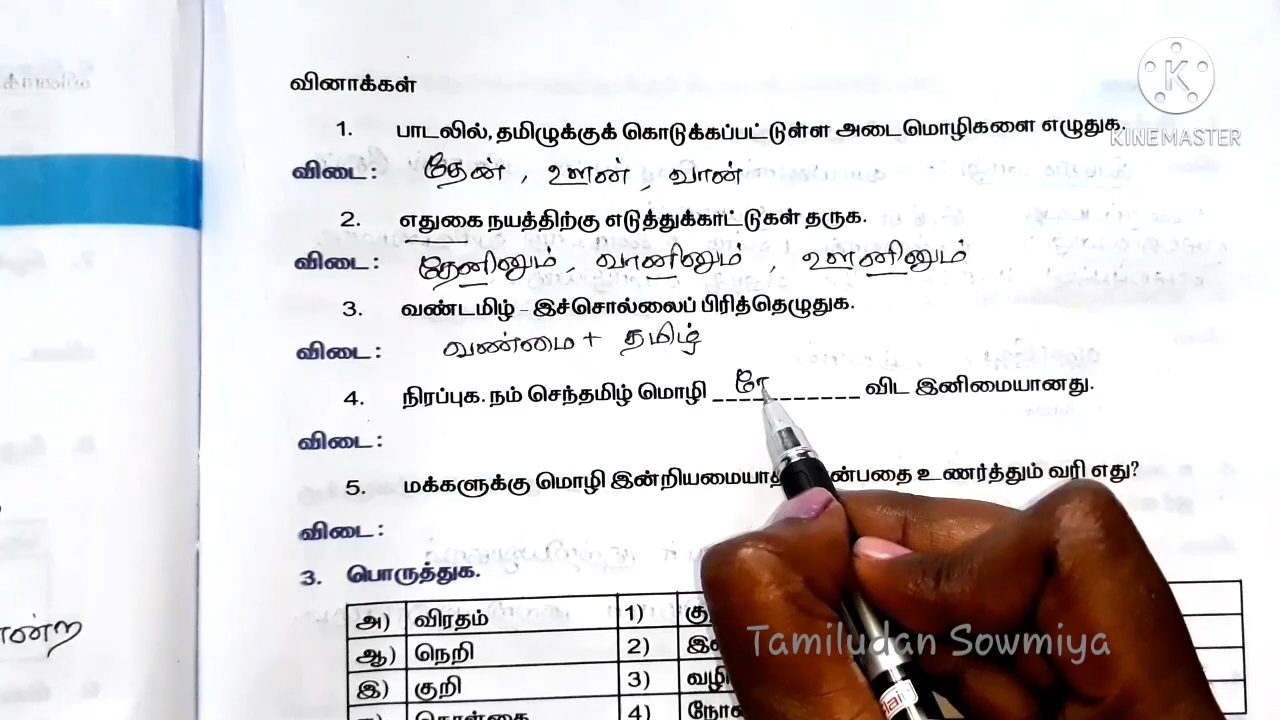 வினாக்கள்
1. பாடலில், தமிழுக்குக் கொடுக்கப்பட்டுள்ள அடைமொழிகளை எழுதுக.
KINEMASTER
விடை: தேன் , ஊன் , வான்
2. எதுகை நயத்திற்கு எடுத்துக்காட்டுகள் தருக.
விடை: தேனினும் , வானினும் , ஊனினும்
3. வண்டமிழ் - இச்சொல்லைப் பிரித்தெழுதுக.
விடை: வண்மை + தமிழ்
4. நிரப்புக. நம் செந்தமிழ் மொழி ___________ விட இனிமையானது.
விடை:
5. மக்களுக்கு மொழி இன்றியமையாத என்பதை உணர்த்தும் வரி எது?
விடை:
3. பொருத்துக.
அ) விரதம் 1)
ஆ) நெறி 2)
இ) குறி 3)
4)
ான்ற
Tamiludan Sowmiya